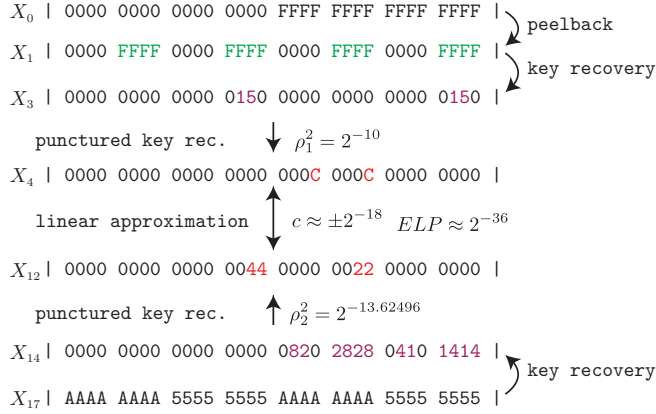 X₀ | 0000 0000 0000 0000 FFFF FFFF FFFF FFFF |
peelback
X₁ | 0000 FFFF 0000 FFFF 0000 FFFF 0000 FFFF |
key recovery
X₃ | 0000 0000 0000 0150 0000 0000 0000 0150 |
punctured key rec. ρ₁² = 2⁻¹⁰
X₄ | 0000 0000 0000 0000 000C 000C 0000 0000 |
linear approximation c ≈ ±2⁻¹⁸ ELP ≈ 2⁻³⁶
X₁₂ | 0000 0000 0000 0044 0000 0022 0000 0000 |
punctured key rec. ρ₂² = 2⁻¹³·⁶²⁴⁹⁶
X₁₄ | 0000 0000 0000 0000 0820 2828 0410 1414 |
key recovery
X₁₇ | AAAA AAAA 5555 5555 AAAA AAAA 5555 5555 |